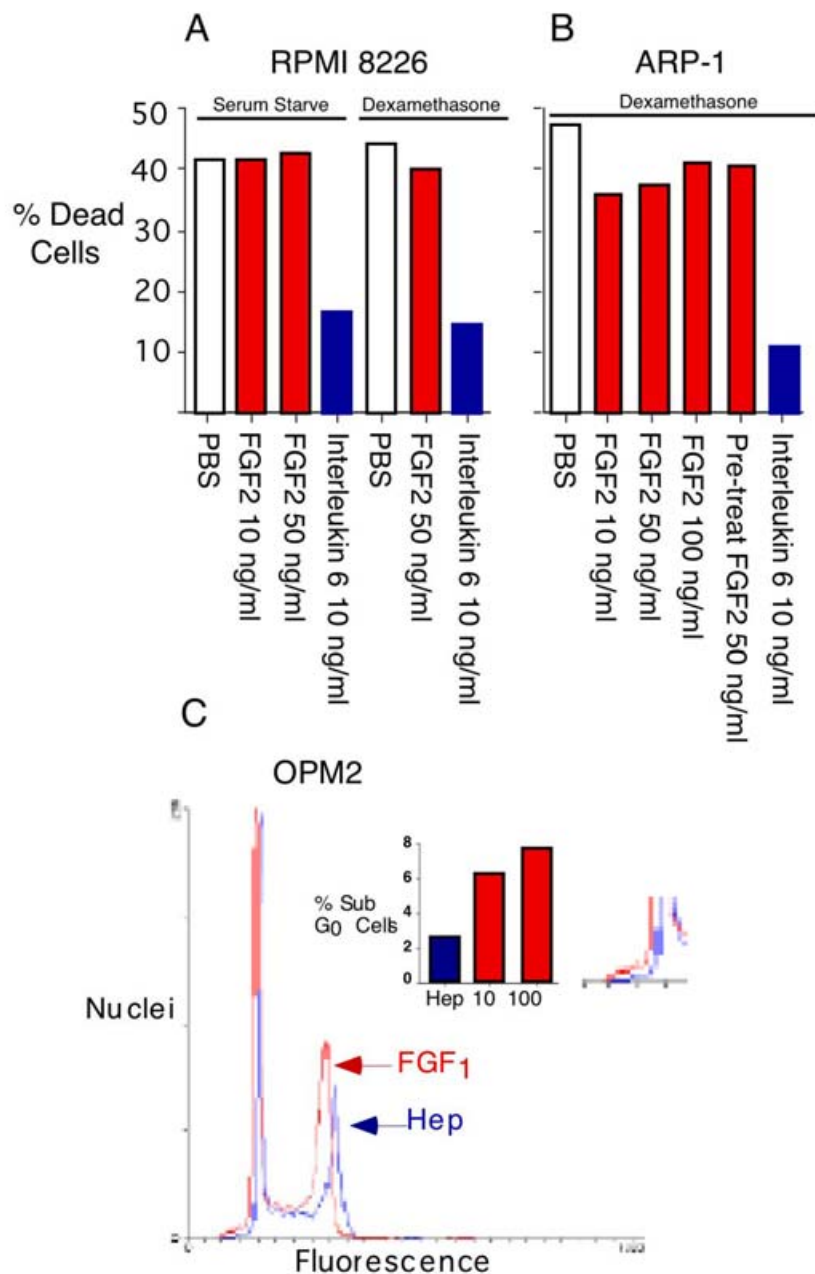 A
B
RPMI 8226
ARP-1
Serum Starve
Dexamethasone
Dexamethasone
50
40
30
20
10
% Dead
Cells
PBS
FGF2 10 ng/ml
FGF2 50 ng/ml
Interleukin 6 10 ng/ml
PBS
FGF2 50 ng/ml
Interleukin 6 10 ng/ml
PBS
FGF2 10 ng/ml
FGF2 50 ng/ml
FGF2 100 ng/ml
Pre-treat FGF2 50 ng/ml
Interleukin 6 10 ng/ml
C
OPM2
8
6
4
2
0
% Sub
G0 Cells
Hep 10 100
Nuclei
FGF1
Hep
0
Fluorescence